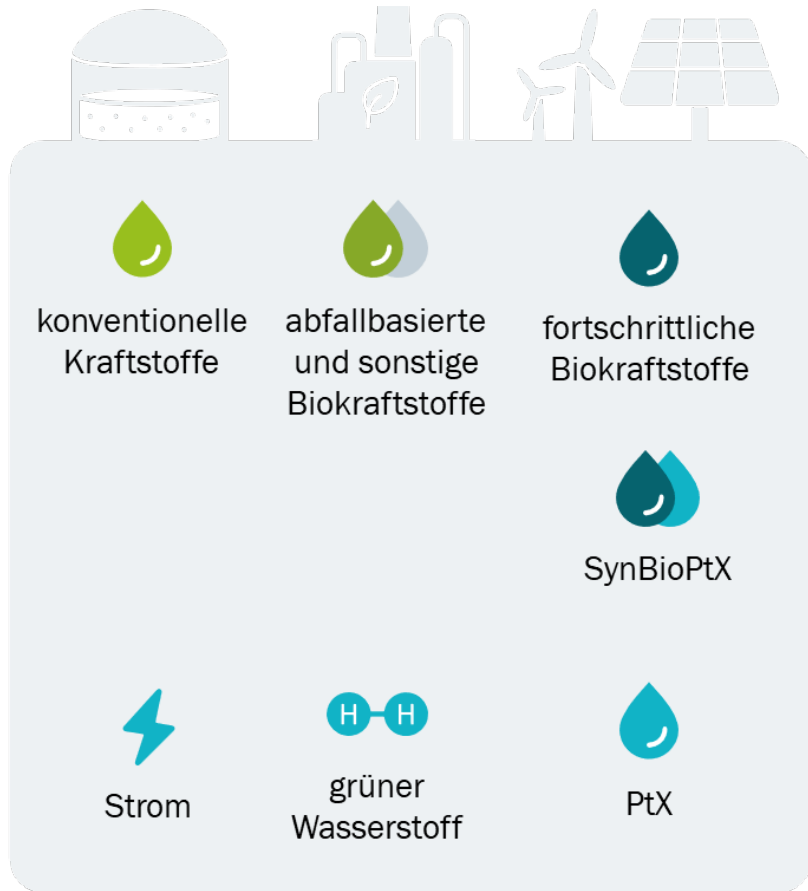 konventionelle
Kraftstoffe
abfallbasierte
und sonstige
Biokraftstoffe
fortschrittliche
Biokraftstoffe
SynBioPtX
Strom
H H
grüner
Wasserstoff
PtX